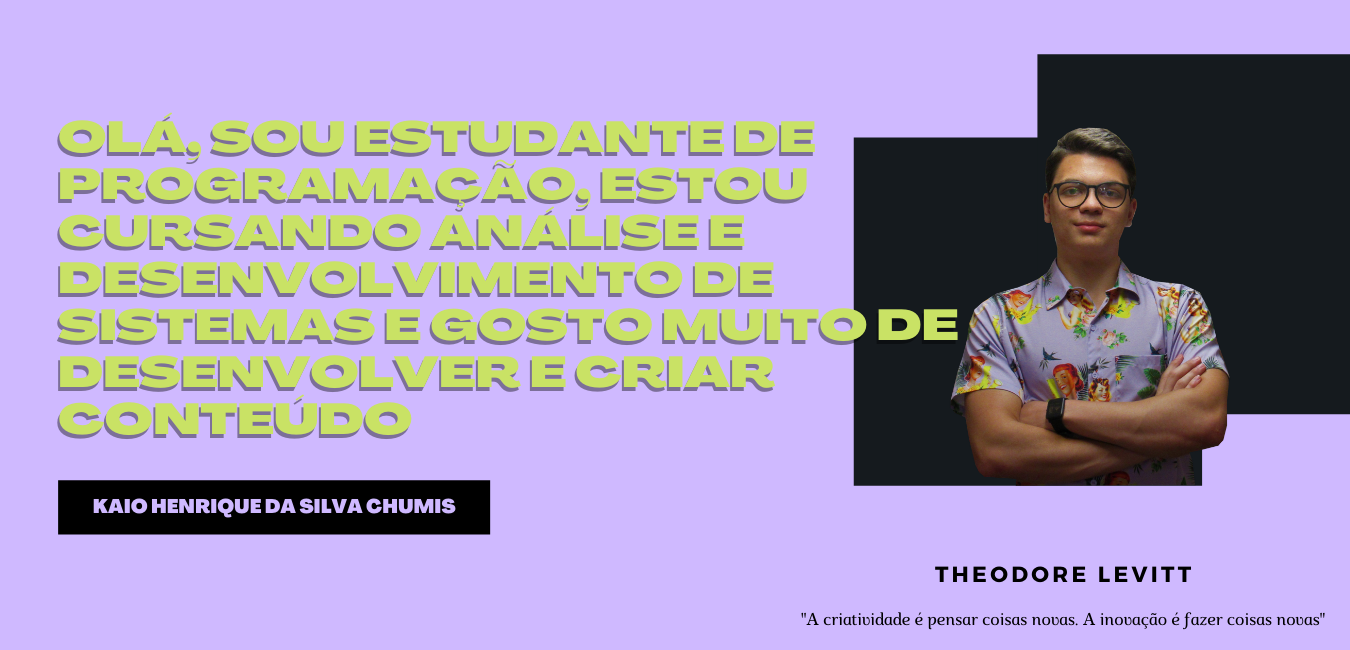 OLÁ, SOU ESTUDANTE DE
PROGRAMAÇÃO, ESTOU
CURSANDO ANÁLISE E
DESENVOLVIMENTO DE
SISTEMAS E GOSTO MUITO DE
DESENVOLVER E CRIAR
CONTEÚDO
KAIO HENRIQUE DA SILVA CHUMIS
THEODORE LEVITT
"A criatividade é pensar coisas novas. A inovação é fazer coisas novas"